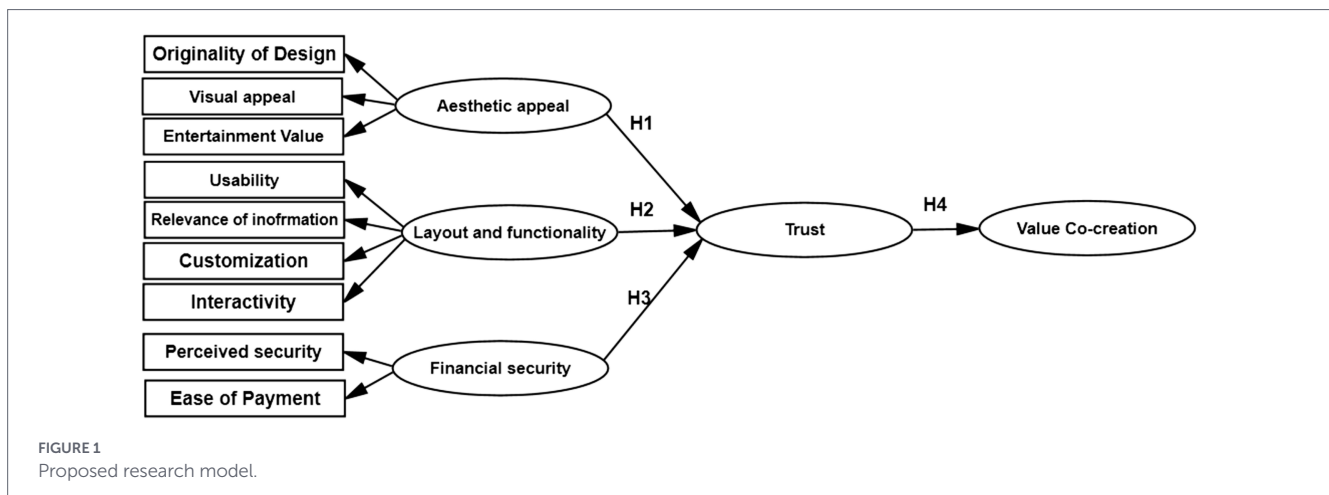 Originality of Design
Visual appeal
Entertainment Value
Aesthetic appeal
H1
Usability
Relevance of inofrmation
Customization
Interactivity
Layout and functionality
H2
Trust
H4
Value Co-creation
H3
Perceived security
Ease of Payment
Financial security
FIGURE 1
Proposed research model.